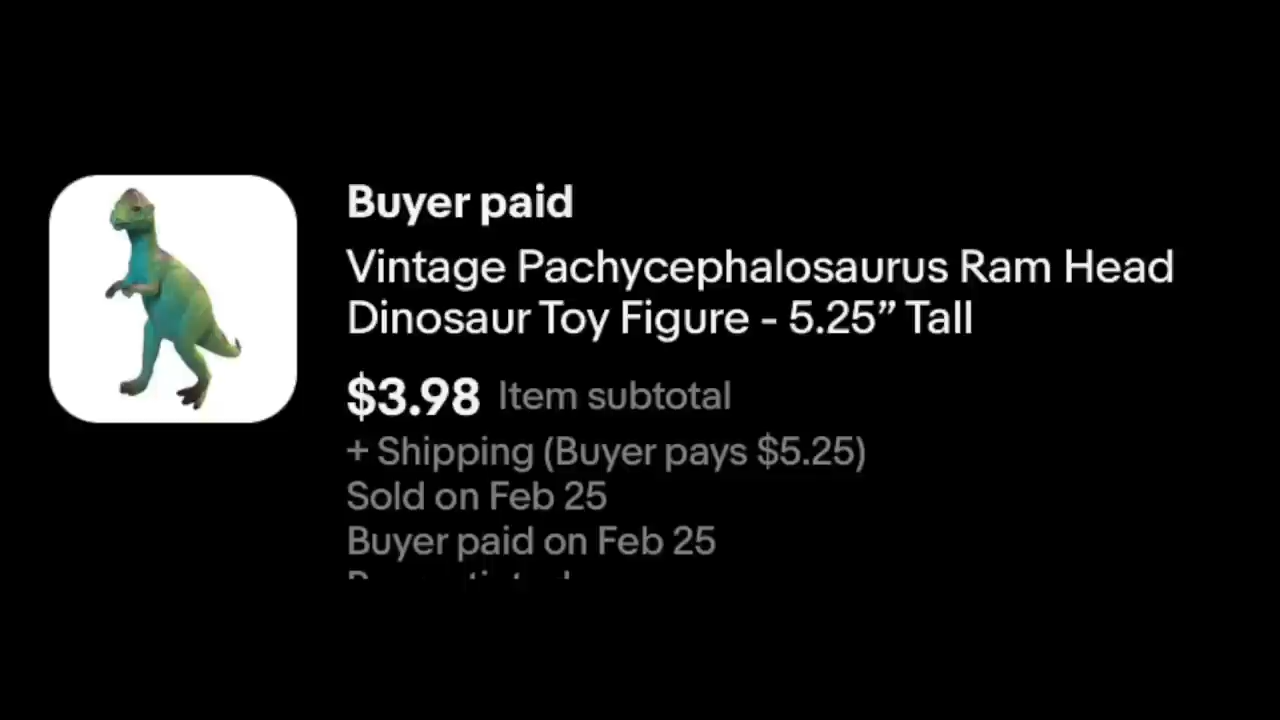 Buyer paid
Vintage Pachycephalosaurus Ram Head
Dinosaur Toy Figure - 5.25” Tall
$3.98 Item subtotal
+ Shipping (Buyer pays $5.25)
Sold on Feb 25
Buyer paid on Feb 25